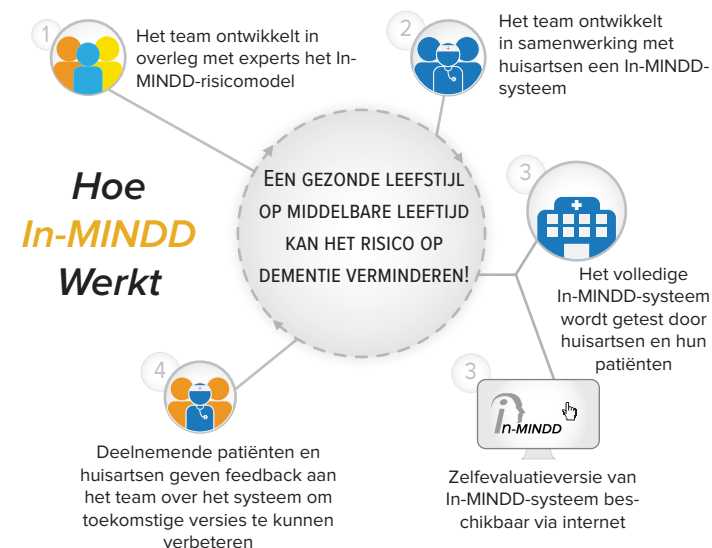 Hoe
In-MINDD
Werkt
1
Het team ontwikkelt in
overleg met experts het In-
MINDD-risicomodel
2
Het team ontwikkelt
in samenwerking met
huisartsen een In-MINDD-
systeem
EEN GEZONDE LEEFSTIJL
OP MIDDELBARE LEEFTIJD
KAN HET RISICO OP
DEMENTIE VERMINDEREN!
3
Het volledige
In-MINDD-systeem
wordt getest door
huisartsen en hun
patiënten
3
in-MINDD
Zelfevaluatieversie van
In-MINDD-systeem bes-
chikbaar via internet
4
Deelnemende patiënten en
huisartsen geven feedback aan
het team over het systeem om
toekomstige versies te kunnen
verbeteren